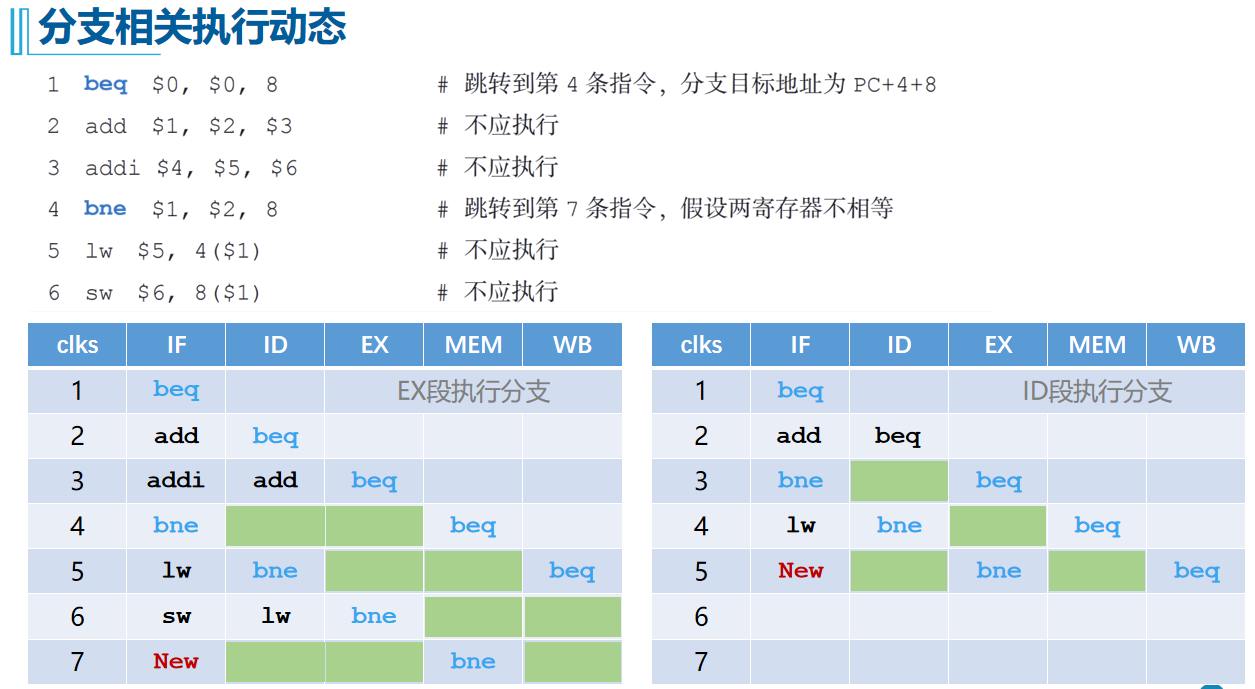 分支相关执行动态
1 beq $0, $0, 8 # 跳转到第 4 条指令，分支目标地址为 PC+4+8
2 add $1, $2, $3 # 不应执行
3 addi $4, $5, $6 # 不应执行
4 bne $1, $2, 8 # 跳转到第 7 条指令，假设两寄存器不相等
5 lw $5, 4($1) # 不应执行
6 sw $6, 8($1) # 不应执行
clks IF ID EX MEM WB
1 beq EX段执行分支
2 add beq
3 addi add beq
4 bne beq
5 lw bne beq
6 sw lw bne
7 New bne
clks IF ID EX MEM WB
1 beq ID段执行分支
2 add beq
3 bne beq
4 lw bne beq
5 New bne beq
6
7